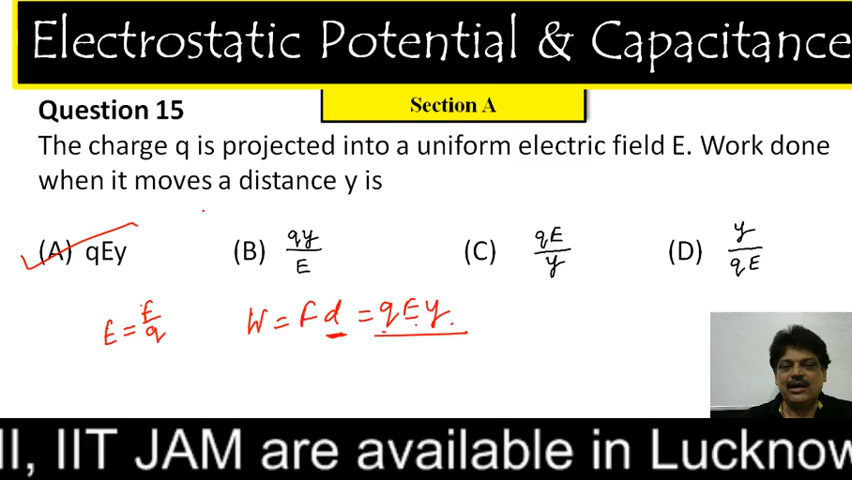 Electrostatic Potential & Capacitance
Section A
Question 15
The charge q is projected into a uniform electric field E. Work done
when it moves a distance y is
(A) qEy (B) qy/E (C) qE/y (D) y/qE
E = F/q W = Fd = qEy
II, IIT JAM are available in Lucknow